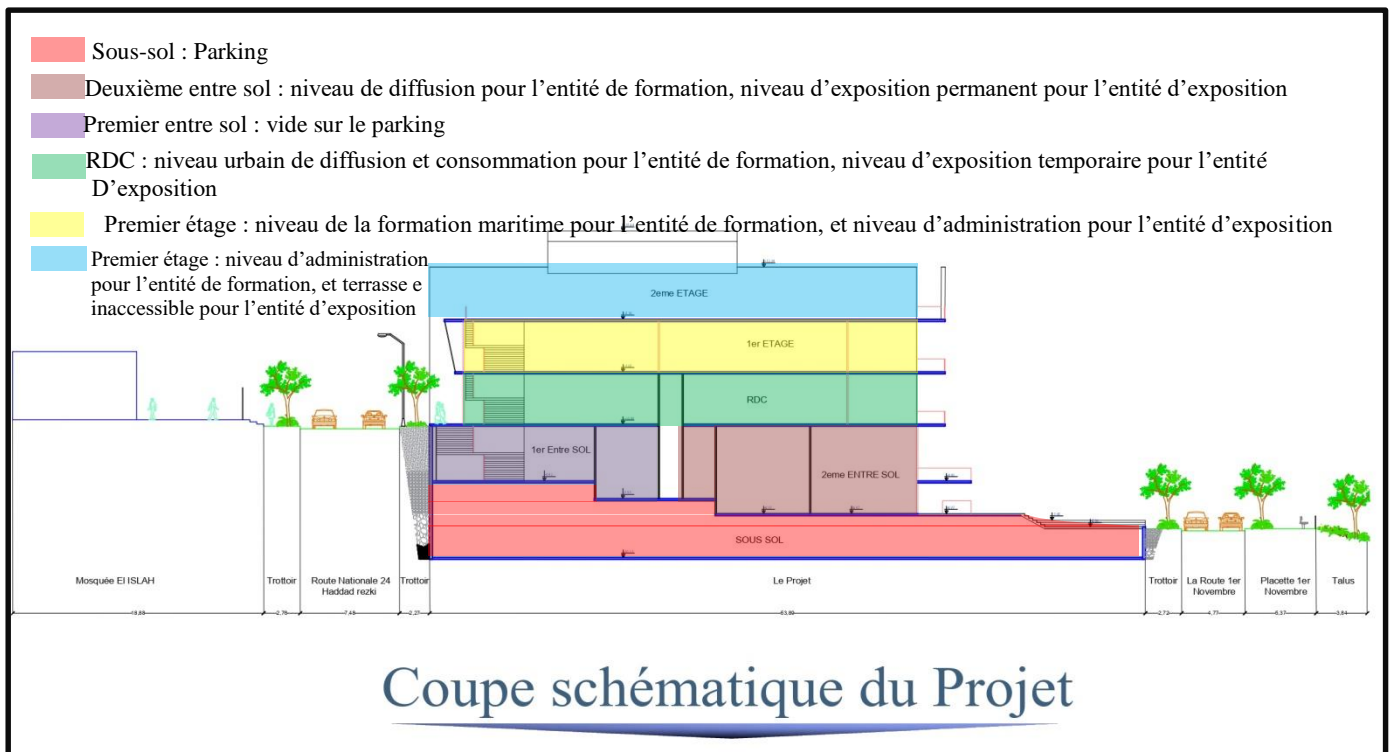 Sous-sol : Parking
Deuxième entre sol : niveau de diffusion pour l’entité de formation, niveau d’exposition permanent pour l’entité d’exposition
Premier entre sol : vide sur le parking
RDC : niveau urbain de diffusion et consommation pour l’entité de formation, niveau d’exposition temporaire pour l’entité
D’exposition
Premier étage : niveau de la formation maritime pour l’entité de formation, et niveau d’administration pour l’entité d’exposition
Premier étage : niveau d’administration
pour l’entité de formation, et terrasse e
inaccessible pour l’entité d’exposition
2eme ETAGE
1er ETAGE
RDC
1er Entre SOL
2eme ENTRE SOL
SOUS SOL
Mosquée El ISLAH
Trottoir
Route Nationale 24
Haddad rezki
Trottoir
Le Projet
Trottoir
La Route 1er
Novembre
Placette 1er
Novembre
Talus
Coupe schématique du Projet